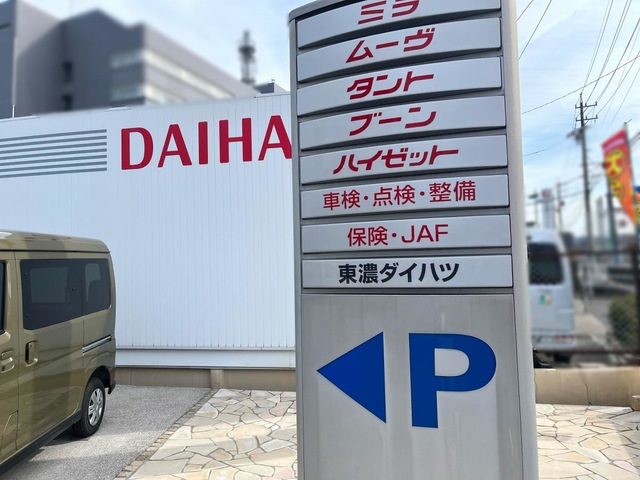 ミラ
ムーヴ
タント
ブーン
ハイゼット
車検・点検・整備
保険・JAF
東濃ダイハツ
P
DAIHA